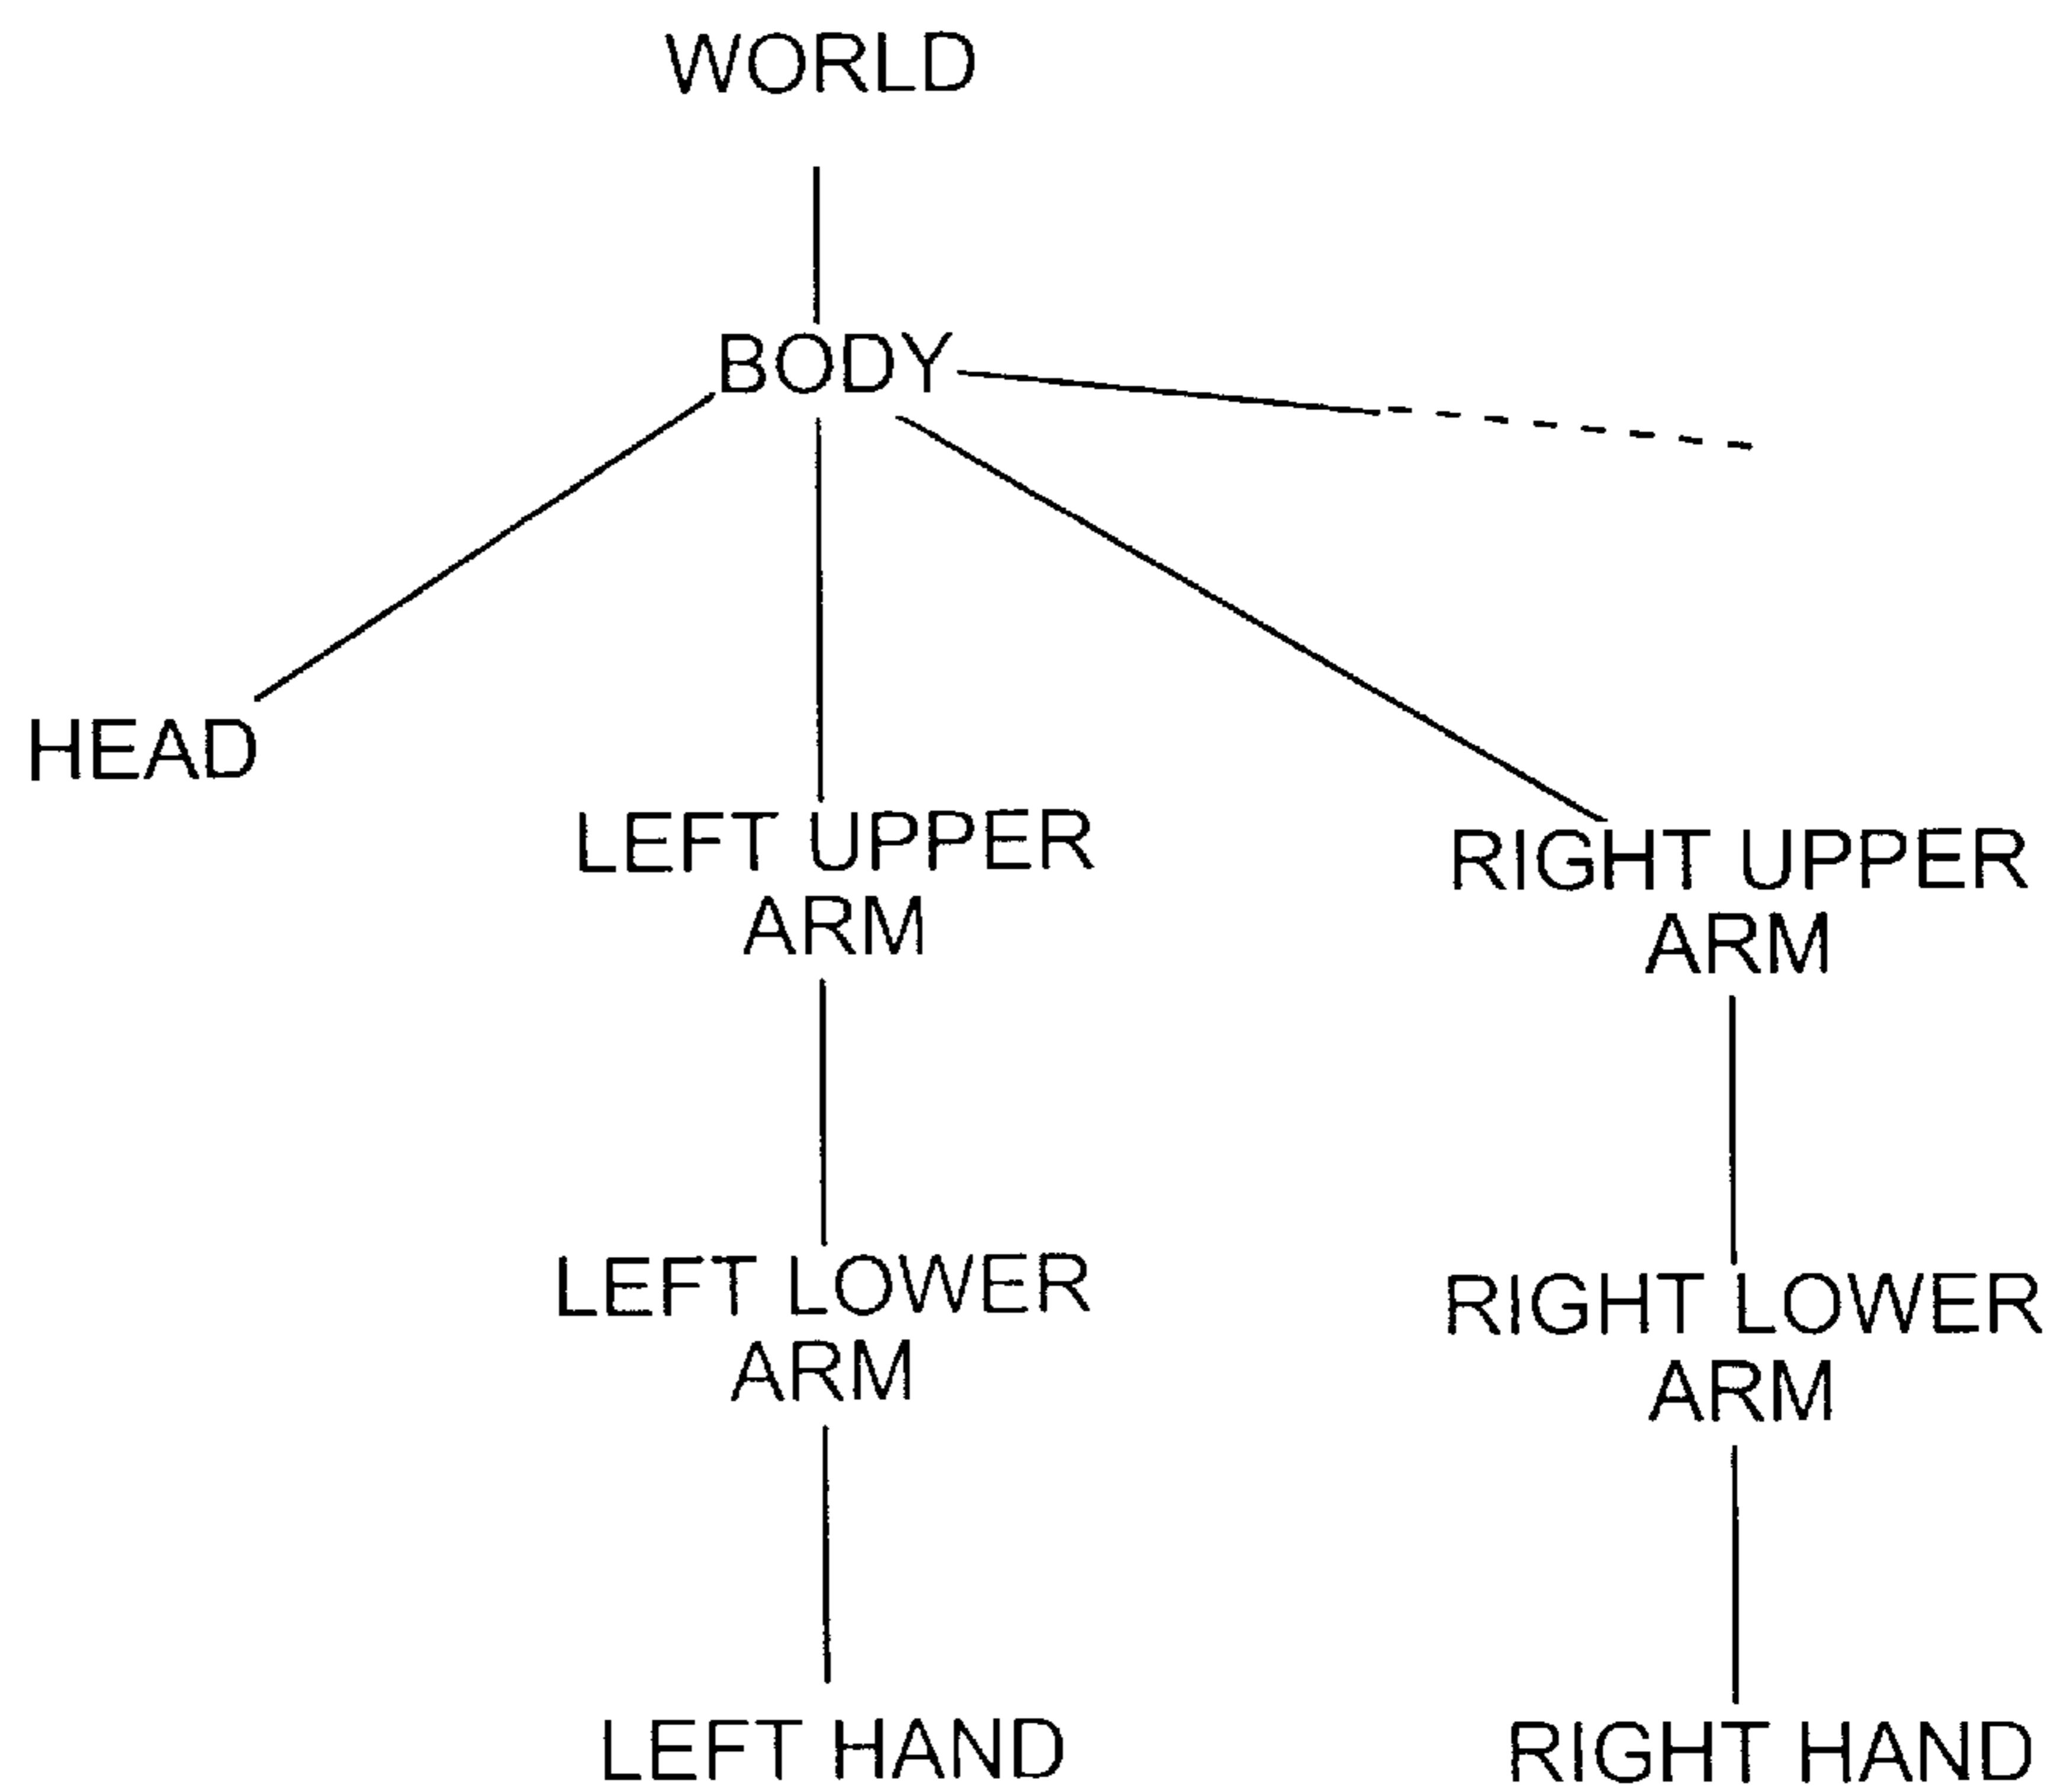 WORLD
BODY
HEAD
LEFT UPPER
ARM
RIGHT UPPER
ARM
LEFT LOWER
ARM
RIGHT LOWER
ARM
LEFT HAND
RIGHT HAND